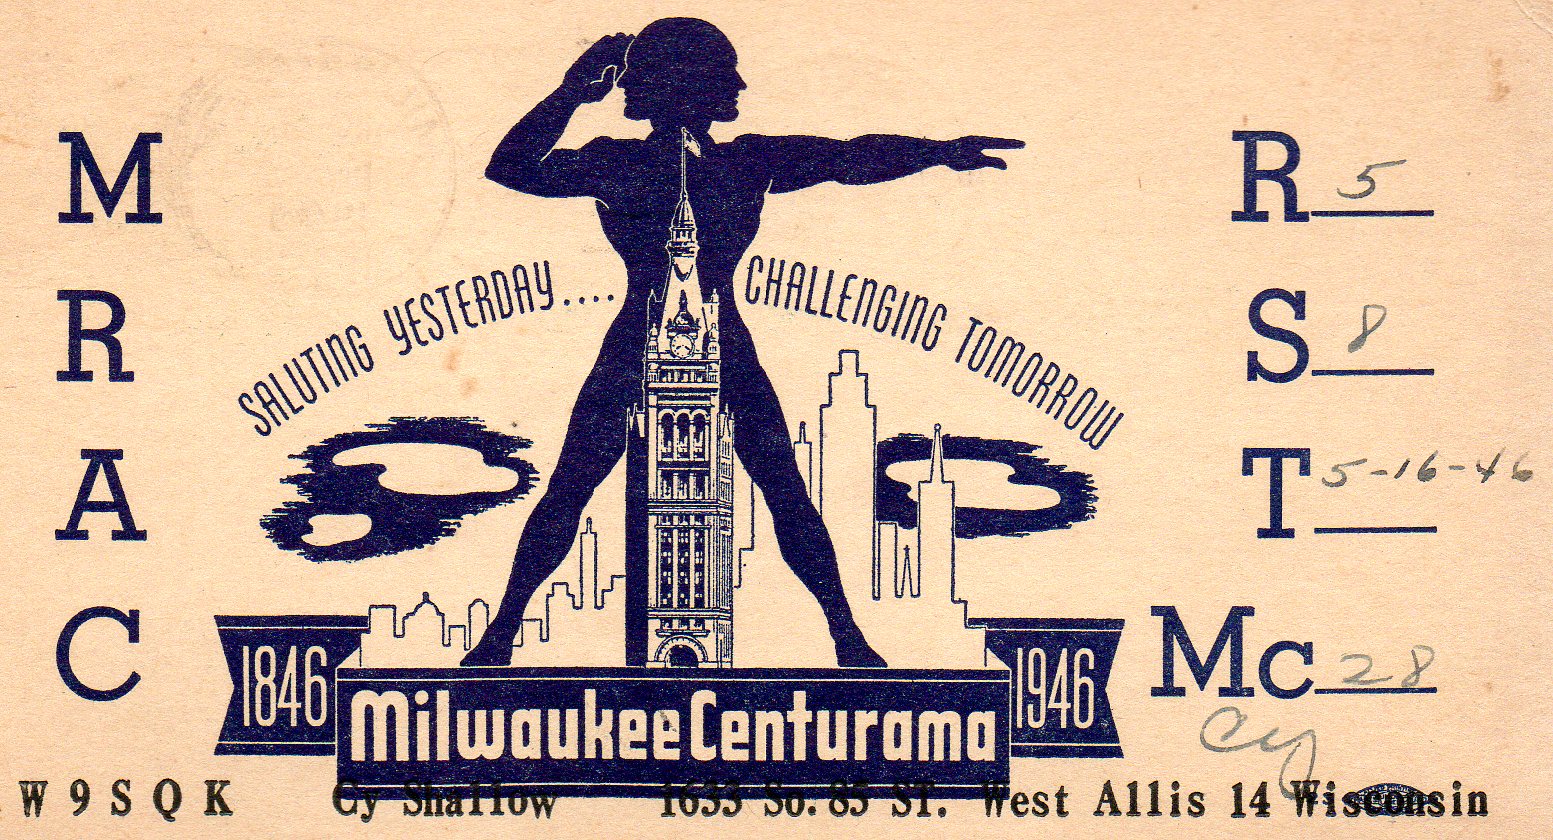 M
R
A
C
SALUTING YESTERDAY.... CHALLENGING TOMORROW
R 5
S 8
T 5-16-46
Mc 28
Cy
1846
Milwaukee Centurama
1946
W9SQK Cy Shallow 1633 So. 85 ST. West Allis 14 Wisconsin